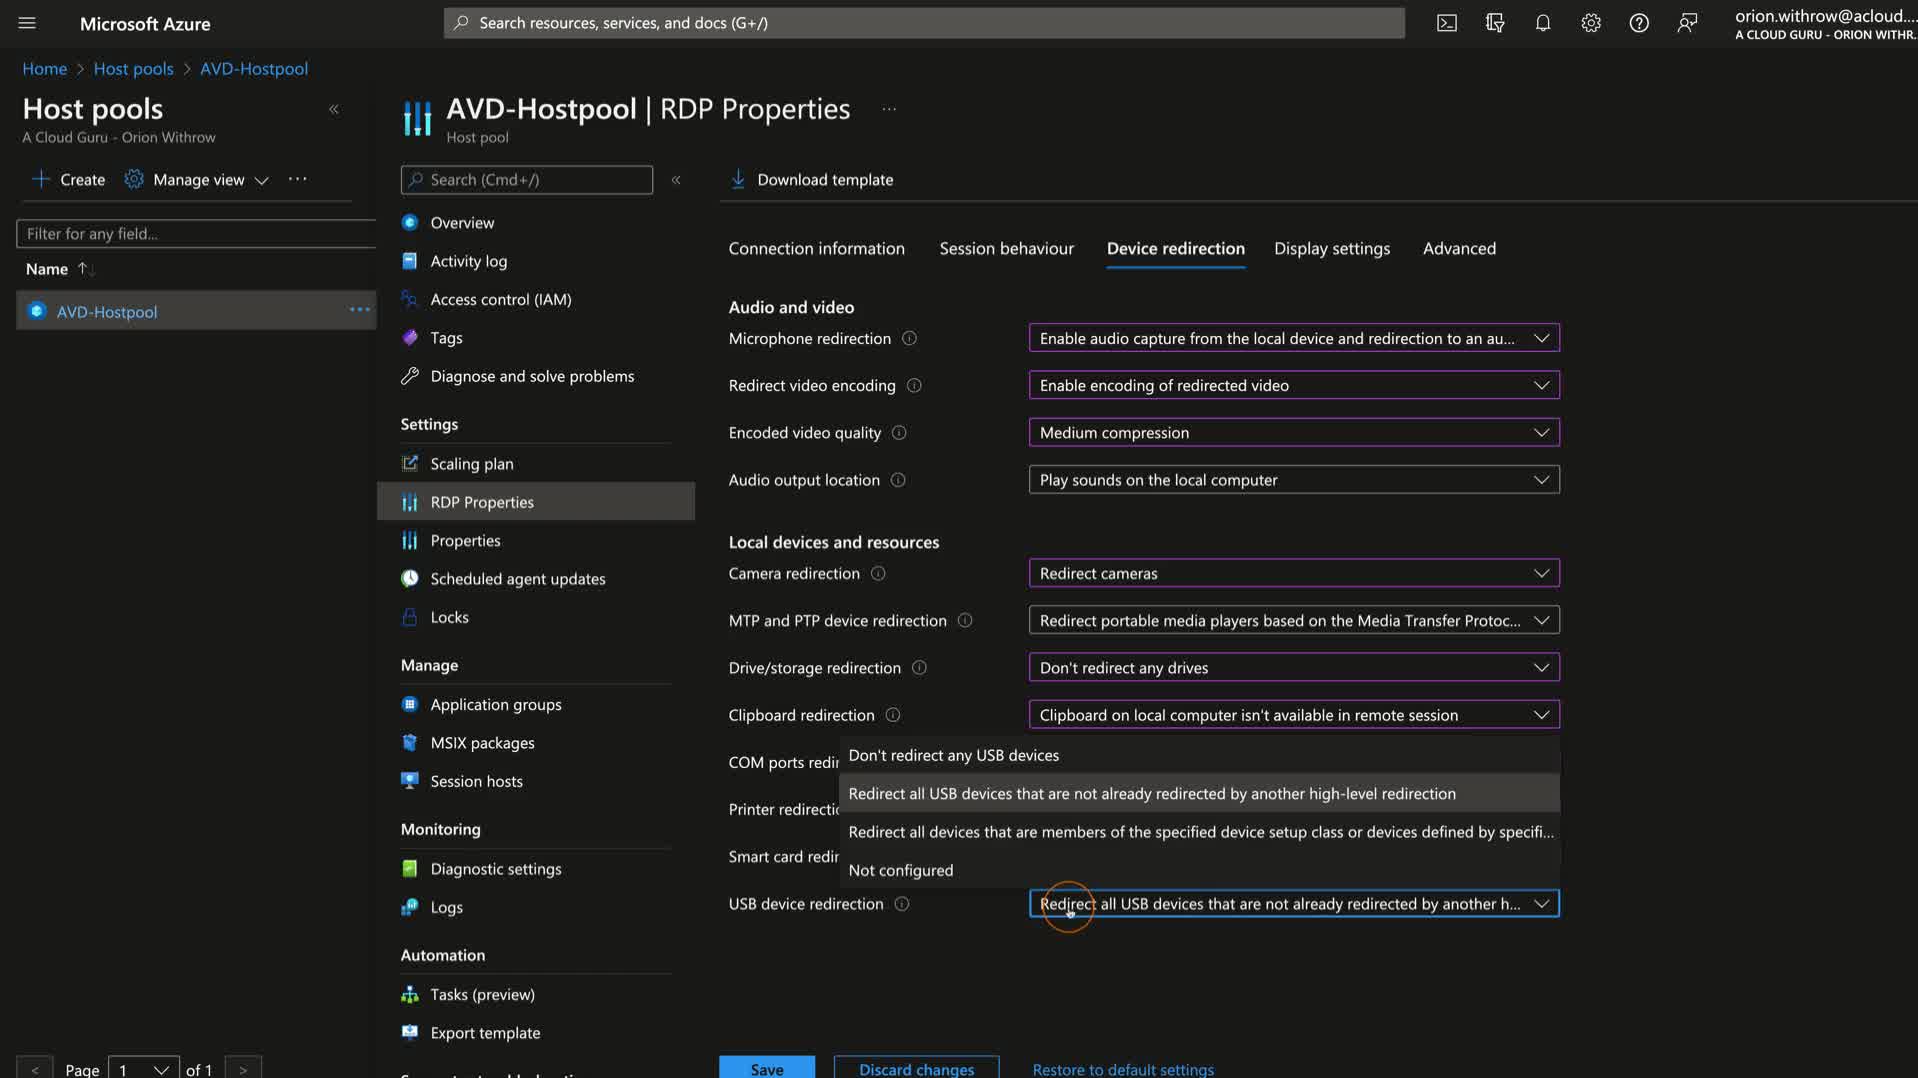 Microsoft Azure
Search resources, services, and docs (G+/)
orion.withrow@acloud....
A CLOUD GURU - ORION WITHR...
Home > Host pools > AVD-Hostpool
Host pools
A Cloud Guru - Orion Withrow
Create
Manage view
Filter for any field...
Name
AVD-Hostpool
Page 1 of 1
AVD-Hostpool | RDP Properties
Host pool
Search (Cmd+/)
Overview
Activity log
Access control (IAM)
Tags
Diagnose and solve problems
Settings
Scaling plan
RDP Properties
Properties
Scheduled agent updates
Locks
Manage
Application groups
MSIX packages
Session hosts
Monitoring
Diagnostic settings
Logs
Automation
Tasks (preview)
Export template
Download template
Connection information
Session behaviour
Device redirection
Display settings
Advanced
Audio and video
Microphone redirection
Enable audio capture from the local device and redirection to an au...
Redirect video encoding
Enable encoding of redirected video
Encoded video quality
Medium compression
Audio output location
Play sounds on the local computer
Local devices and resources
Camera redirection
Redirect cameras
MTP and PTP device redirection
Redirect portable media players based on the Media Transfer Protoc...
Drive/storage redirection
Don't redirect any drives
Clipboard redirection
Clipboard on local computer isn't available in remote session
COM ports redir
Don't redirect any USB devices
Redirect all USB devices that are not already redirected by another high-level redirection
Printer redirectio
Redirect all devices that are members of the specified device setup class or devices defined by specifi...
Smart card redir
Not configured
USB device redirection
Redirect all USB devices that are not already redirected by another h...
Save
Discard changes
Restore to default settings